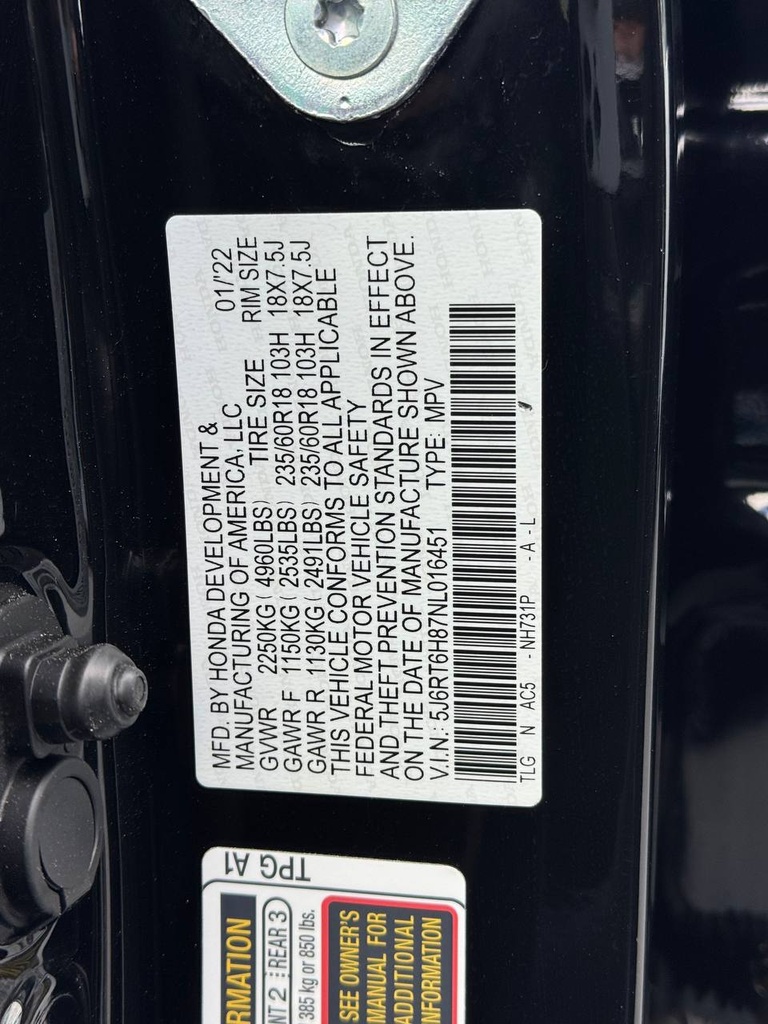 MFD. BY HONDA DEVELOPMENT &
MANUFACTURING OF AMERICA, LLC 01/'22
GVWR 2250KG ( 4960LBS) TIRE SIZE RIM SIZE
GAWR F 1150KG ( 2535LBS) 235/60R18 103H 18X7.5J
GAWR R 1130KG ( 2491LBS) 235/60R18 103H 18X7.5J
THIS VEHICLE CONFORMS TO ALL APPLICABLE
FEDERAL MOTOR VEHICLE SAFETY
AND THEFT PREVENTION STANDARDS IN EFFECT
ON THE DATE OF MANUFACTURE SHOWN ABOVE.
V.I.N.: 5J6RT6H87NL016451 TYPE: MPV
TLG N AC5 -NH731P -A-L
TPG A1
REAR 3
385 kg or 850 lbs.
SEE OWNER'S
MANUAL FOR
ADDITIONAL
INFORMATION